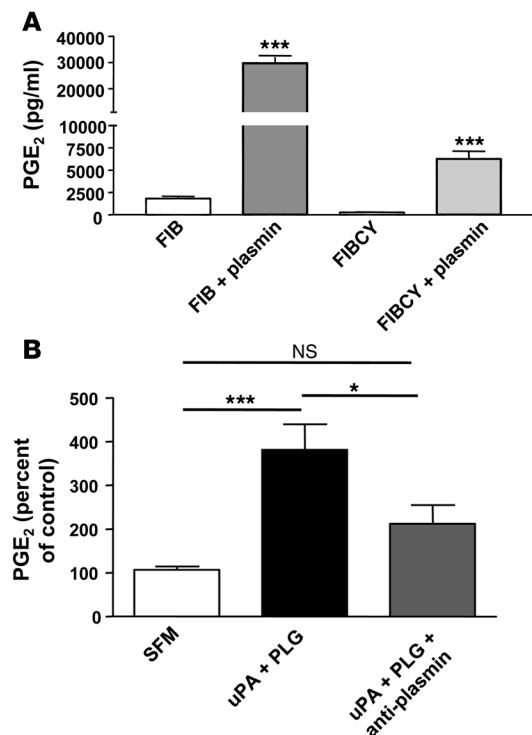 A
PGE₂ (pg/ml)
40000
30000
20000
10000
7500
5000
2500
0
***
***
FIB
FIB + plasmin
FIBCY
FIBCY + plasmin
B
NS
***
*
PGE₂ (percent
of control)
500
400
300
200
100
0
SFM
uPA + PLG
uPA + PLG +
anti-plasmin